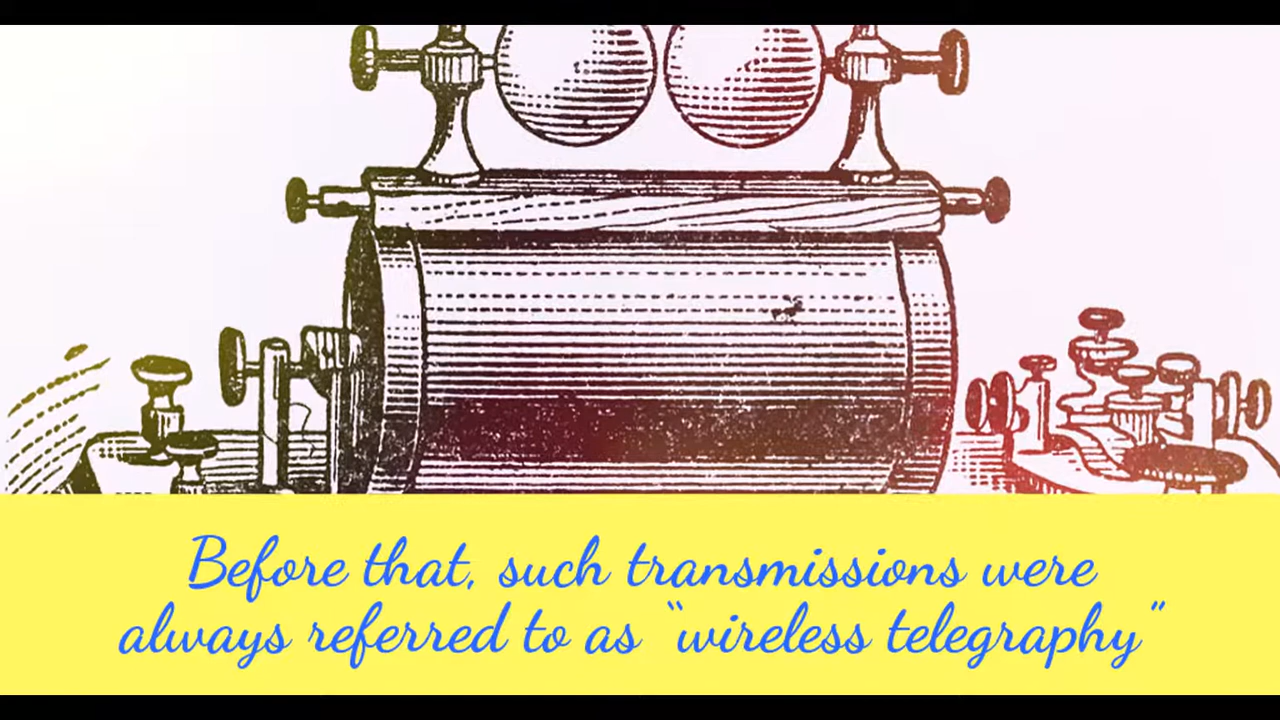 Before that, such transmissions were
always referred to as “wireless telegraphy”